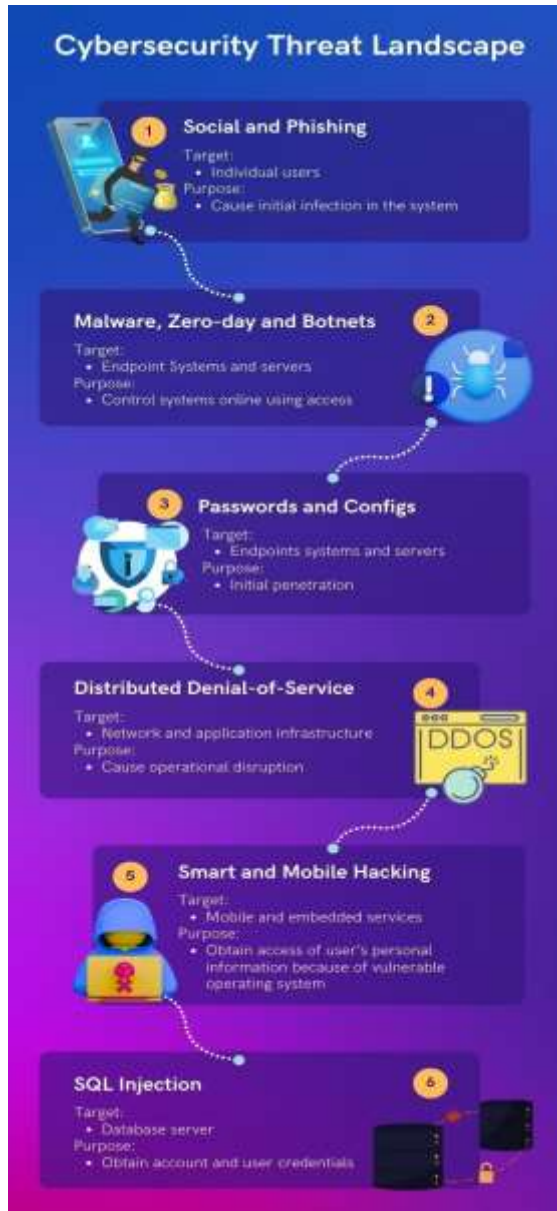 Cybersecurity Threat Landscape
1
Social and Phishing
Target:
• Individual users
Purpose:
• Cause initial infection in the system
Malware, Zero-day and Botnets
2
Target:
• Endpoint Systems and servers
Purpose:
• Control systems online using access
3
Passwords and Configs
Target:
• Endpoints systems and servers
Purpose:
• Initial penetration
Distributed Denial-of-Service
4
Target:
• Network and application infrastructure
Purpose:
• Cause operational disruption
DDOS
5
Smart and Mobile Hacking
Target:
• Mobile and embedded services
Purpose:
• Obtain access of user's personal
information because of vulnerable
operating system
SQL Injection
6
Target:
• Database server
Purpose:
• Obtain account and user credentials